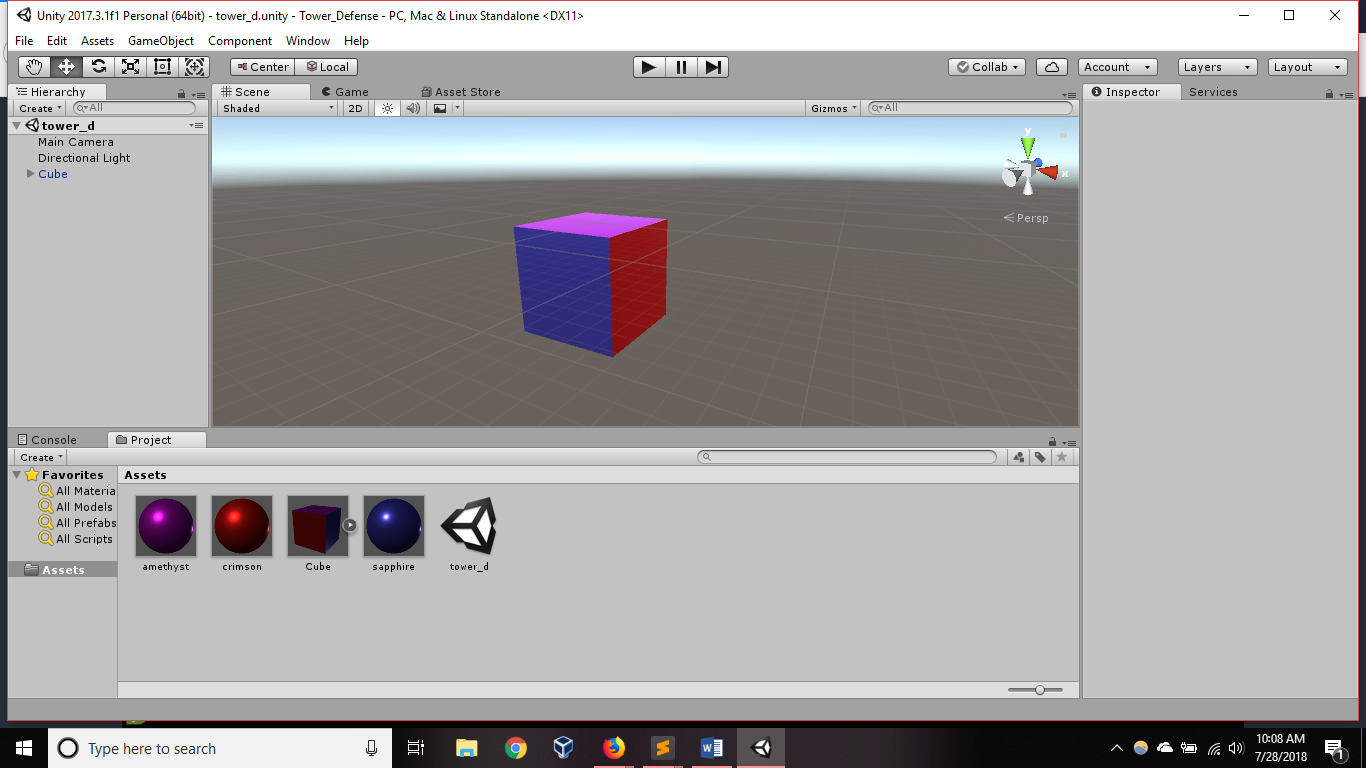 Unity 2017.3.1f1 Personal (64bit) - tower_d.unity - Tower_Defense - PC, Mac & Linux Standalone <DX11>
File Edit Assets GameObject Component Window Help
Center Local Collab Account Layers Layout
Hierarchy Scene Game Asset Store Inspector Services
Create All Shaded 2D Gizmos All
tower_d
Main Camera
Directional Light
Cube
y
x
Persp
Console Project
Create
Favorites Assets
All Materia
All Models
All Prefabs
All Scripts
Assets
amethyst crimson Cube sapphire tower_d
Type here to search
10:08 AM
7/28/2018
1